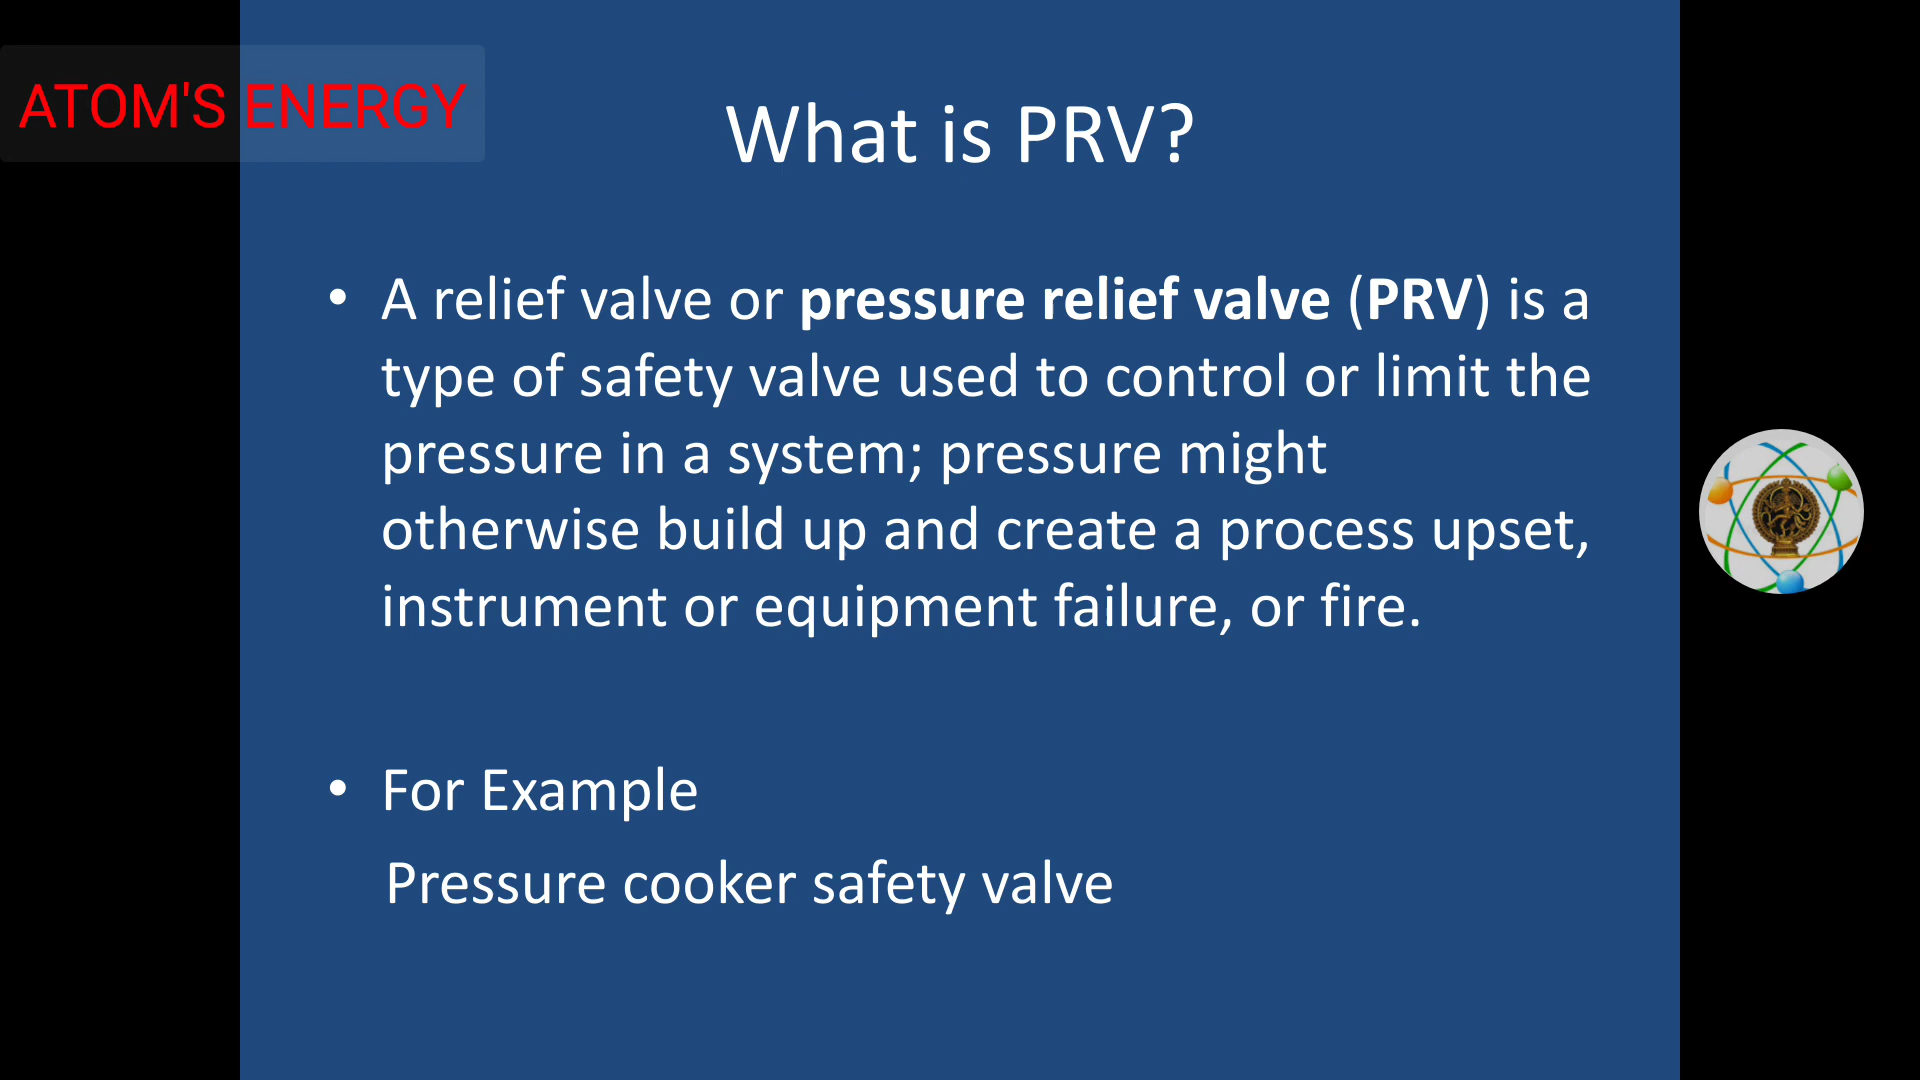 ATOM'S ENERGY
What is PRV?
• A relief valve or pressure relief valve (PRV) is a
type of safety valve used to control or limit the
pressure in a system; pressure might
otherwise build up and create a process upset,
instrument or equipment failure, or fire.
• For Example
Pressure cooker safety valve